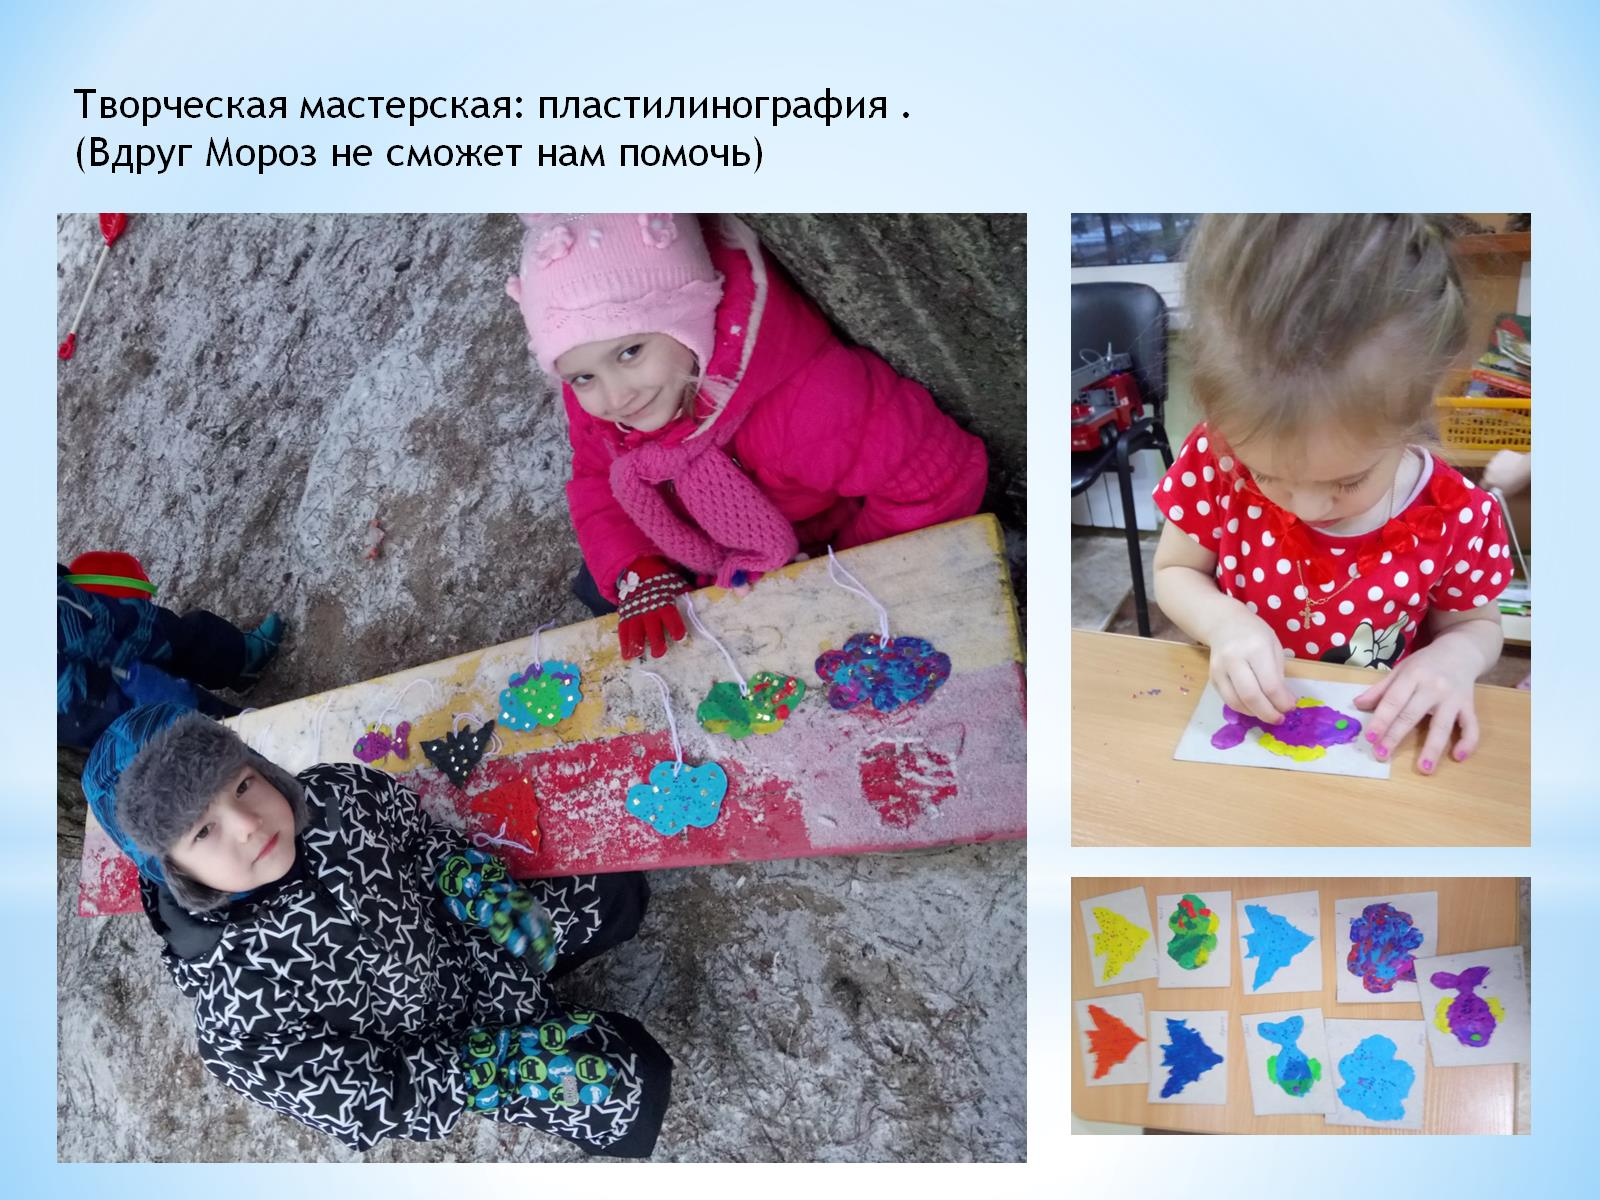 Творческая мастерская: пластилинография .
(Вдруг Мороз не сможет нам помочь)